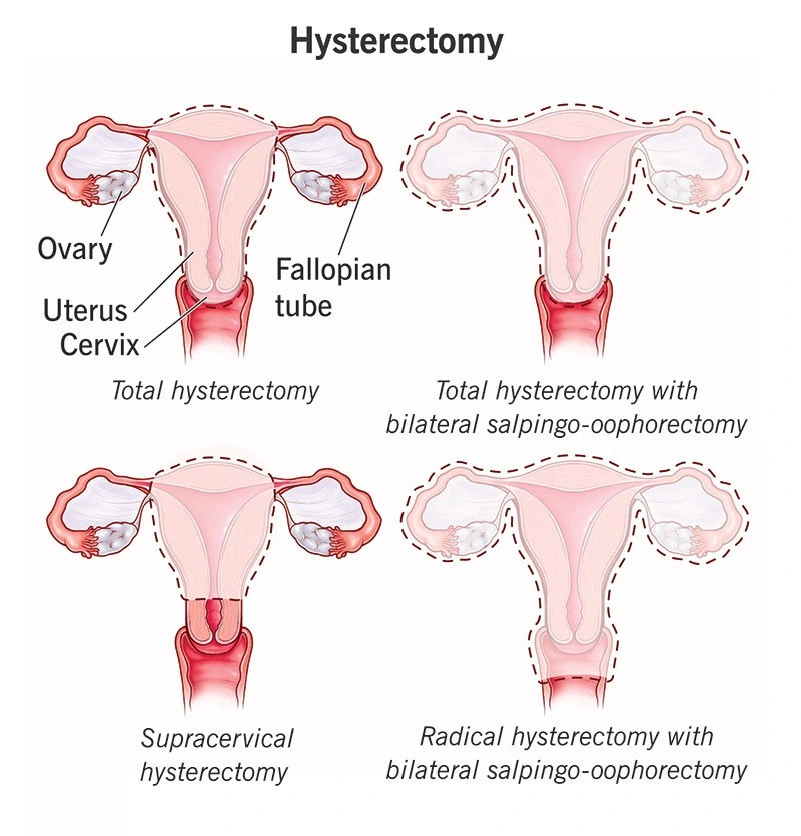 Hysterectomy
Ovary
Fallopian
tube
Uterus
Cervix
Total hysterectomy
Total hysterectomy with
bilateral salpingo-oophorectomy
Supracervical
hysterectomy
Radical hysterectomy with
bilateral salpingo-oophorectomy